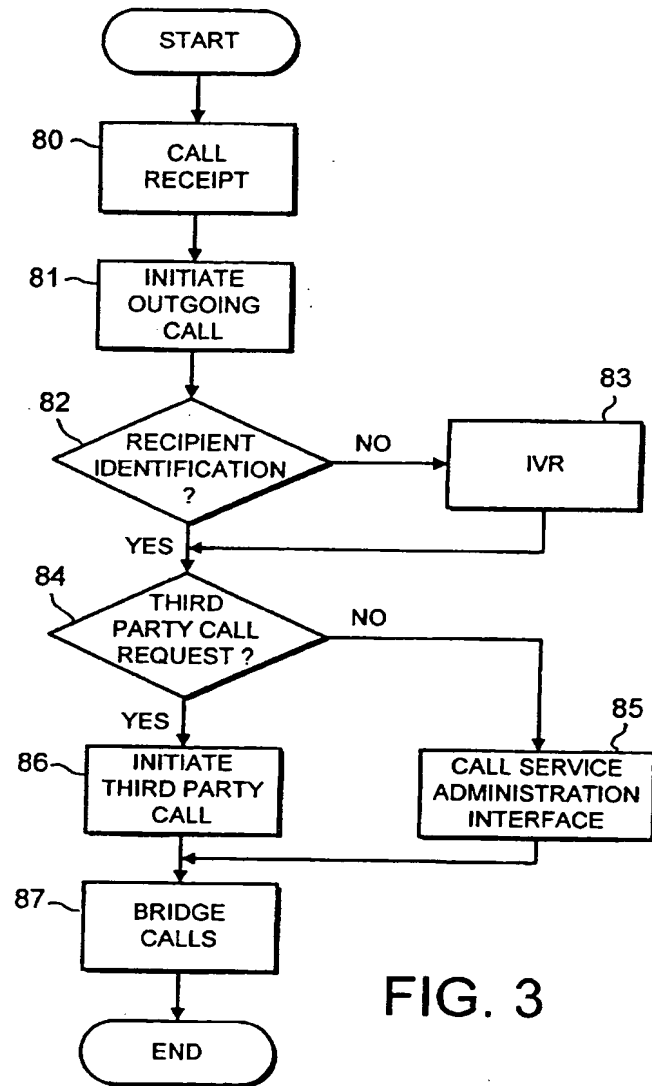 START
80
CALL
RECEIPT
81
INITIATE
OUTGOING
CALL
82
RECIPIENT
IDENTIFICATION
?
NO
83
IVR
YES
84
THIRD
PARTY CALL
REQUEST ?
NO
YES
86
INITIATE
THIRD PARTY
CALL
85
CALL SERVICE
ADMINISTRATION
INTERFACE
87
BRIDGE
CALLS
END
FIG. 3